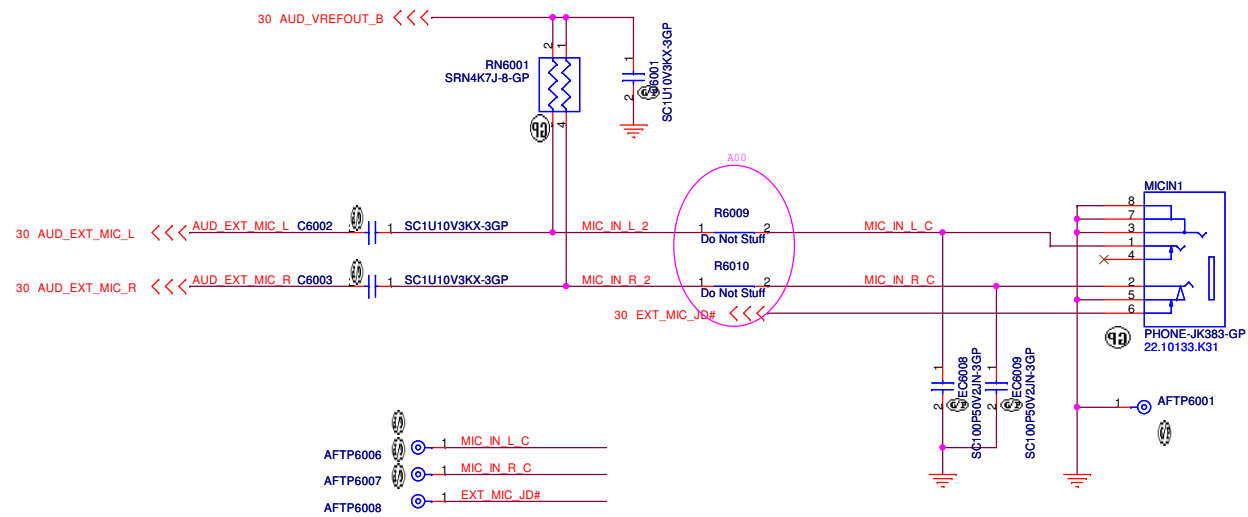 30 AUD_VREFOUT_B
RN6001
SRN4K7J-8-GP
2 1
4
1
2
SC1U10V3KX-3GP
A00
30 AUD_EXT_MIC_L
AUD_EXT_MIC_L C6002
1 SC1U10V3KX-3GP
MIC_IN_L_2
R6009
1 2
Do Not Stuff
MIC_IN_L_C
30 AUD_EXT_MIC_R
AUD_EXT_MIC_R C6003
1 SC1U10V3KX-3GP
MIC_IN_R_2
R6010
1 2
Do Not Stuff
MIC_IN_R_C
30 EXT_MIC_JD#
MICIN1
8
7
3
1
4
2
5
6
PHONE-JK383-GP
22.10133.K31
1
2
EC6008
SC100P50V2JN-3GP
1
2
EC6009
SC100P50V2JN-3GP
1 AFTP6001
AFTP6006 1 MIC_IN_L_C
AFTP6007 1 MIC_IN_R_C
AFTP6008 1 EXT_MIC_JD#